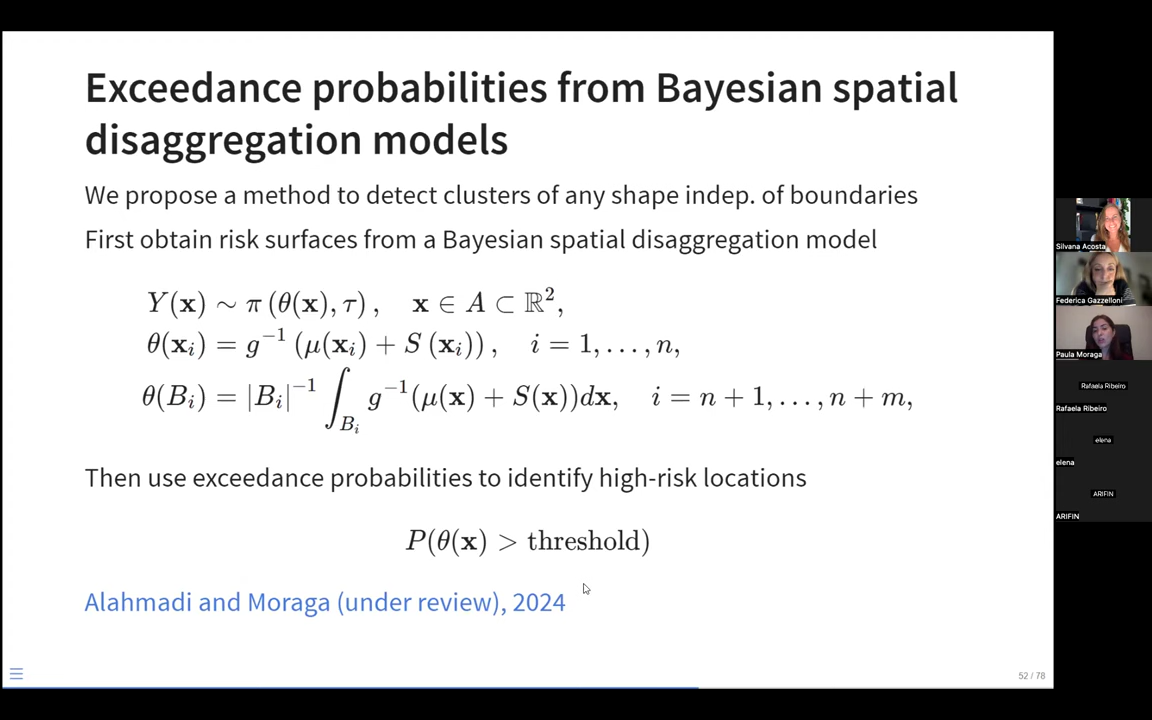 Exceedance probabilities from Bayesian spatial
disaggregation models
We propose a method to detect clusters of any shape indep. of boundaries
First obtain risk surfaces from a Bayesian spatial disaggregation model
Y(𝐱) ∼ π (θ(𝐱), τ) ,   𝐱 ∈ A ⊂ ℝ²,
θ(𝐱ᵢ) = g⁻¹ (μ(𝐱ᵢ) + S (𝐱ᵢ)) ,   i = 1, … , n,
θ(Bᵢ) = |Bᵢ|⁻¹ ∫_{Bᵢ} g⁻¹(μ(𝐱) + S(𝐱))d𝐱,   i = n + 1, … , n + m,
Then use exceedance probabilities to identify high-risk locations
P(θ(𝐱) > threshold)
Alahmadi and Moraga (under review), 2024
52 / 78
Silvana Acosta
Federica Gazzelloni
Paula Moraga
Rafaela Ribeiro
Rafaela Ribeiro
elena
elena
ARIFIN
ARIFIN